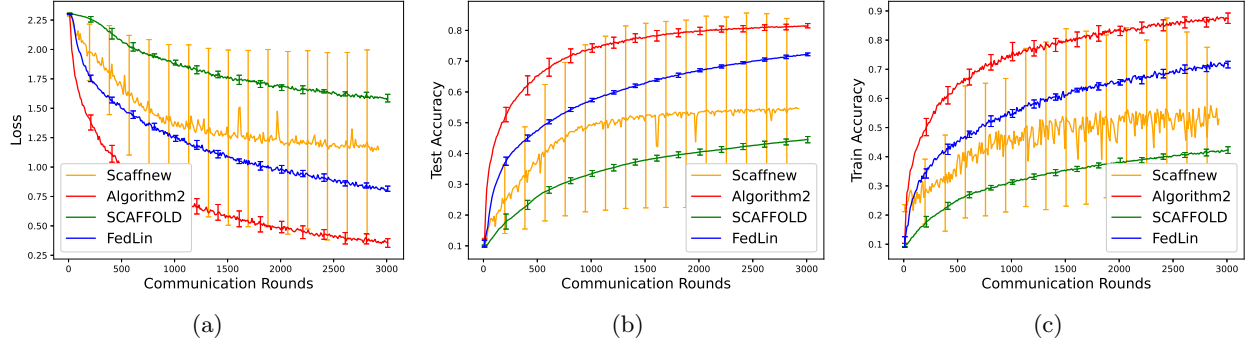 2.25
2.00
1.75
1.50
1.25
1.00
0.75
0.50
0.25
Loss
0
500
1000
1500
2000
2500
3000
Communication Rounds
Scaffnew
Algorithm2
SCAFFOLD
FedLin
(a)
0.8
0.7
0.6
0.5
0.4
0.3
0.2
0.1
Test Accuracy
0
500
1000
1500
2000
2500
3000
Communication Rounds
Scaffnew
Algorithm2
SCAFFOLD
FedLin
(b)
0.9
0.8
0.7
0.6
0.5
0.4
0.3
0.2
0.1
Train Accuracy
0
500
1000
1500
2000
2500
3000
Communication Rounds
Scaffnew
Algorithm2
SCAFFOLD
FedLin
(c)